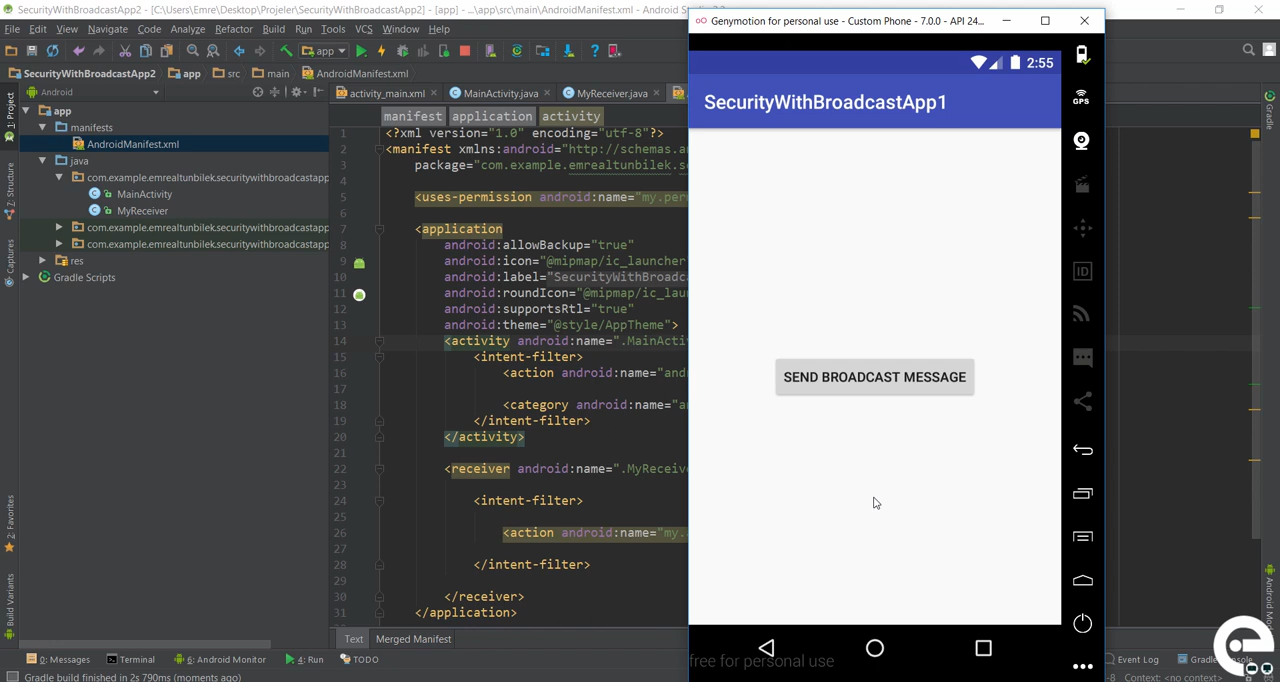 SecurityWithBroadcastApp2 - [C:\Users\Emre\Desktop\Projeler\SecurityWithBroadcastApp2] - [app] - ...\app\src\main\AndroidManifest.xml - Android
File Edit View Navigate Code Analyze Refactor Build Run Tools VCS Window Help
app
SecurityWithBroadcastApp2 app src main AndroidManifest.xml
Android
activity_main.xml MainActivity.java MyReceiver.java
1: Project
Z: Structure
Captures
2: Favorites
Build Variants
app
manifests
AndroidManifest.xml
java
com.example.emrealtunbilek.securitywithbroadcastapp
MainActivity
MyReceiver
com.example.emrealtunbilek.securitywithbroadcastapp
com.example.emrealtunbilek.securitywithbroadcastapp
res
Gradle Scripts
manifest application activity
1 <?xml version="1.0" encoding="utf-8"?>
2 <manifest xmlns:android="http://schemas.a
3 package="com.example.emrealtunbilek.s
4
5 <uses-permission android:name="my.per
6
7 <application
8 android:allowBackup="true"
9 android:icon="@mipmap/ic_launcher
10 android:label="SecurityWithBroadc
11 android:roundIcon="@mipmap/ic_lau
12 android:supportsRtl="true"
13 android:theme="@style/AppTheme">
14 <activity android:name=".MainActi
15 <intent-filter>
16 <action android:name="and
17
18 <category android:name="a
19 </intent-filter>
20 </activity>
21
22 <receiver android:name=".MyReceiv
23
24 <intent-filter>
25
26 <action android:name="my.
27
28 </intent-filter>
29
30 </receiver>
31 </application>
Text Merged Manifest
0: Messages Terminal 6: Android Monitor 4: Run TODO
Gradle build finished in 2s 790ms (moments ago)
Genymotion for personal use - Custom Phone - 7.0.0 - API 24...
2:55
SecurityWithBroadcastApp1
SEND BROADCAST MESSAGE
free for personal use
GPS
ID
Gradle
Event Log Gradle
Context: <no context>